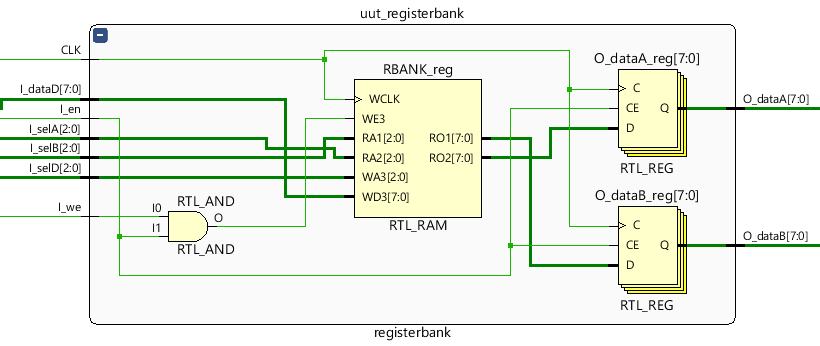 uut_registerbank
CLK
I_dataD[7:0]
I_en
I_selA[2:0]
I_selB[2:0]
I_selD[2:0]
I_we
RTL_AND
I0
I1
O
RTL_AND
RBANK_reg
WCLK
WE3
RA1[2:0]
RO1[7:0]
RA2[2:0]
RO2[7:0]
WA3[2:0]
WD3[7:0]
RTL_RAM
O_dataA_reg[7:0]
C
CE
Q
D
RTL_REG
O_dataA[7:0]
O_dataB_reg[7:0]
C
CE
Q
D
RTL_REG
O_dataB[7:0]
registerbank